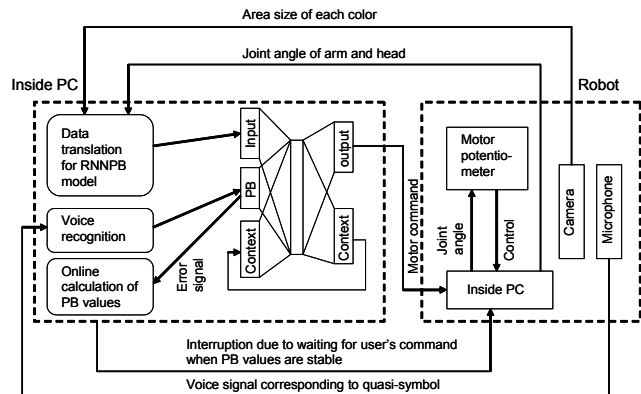 Area size of each color
Joint angle of arm and head
Inside PC
Robot
Data
translation
for RNNPB
model
Voice
recognition
Online
calculation of
PB values
Error
signal
Input
PB
Context
output
Context
Motor command
Motor
potentio-
meter
Joint
angle
Control
Inside PC
Camera
Microphone
Interruption due to waiting for user's command
when PB values are stable
Voice signal corresponding to quasi-symbol